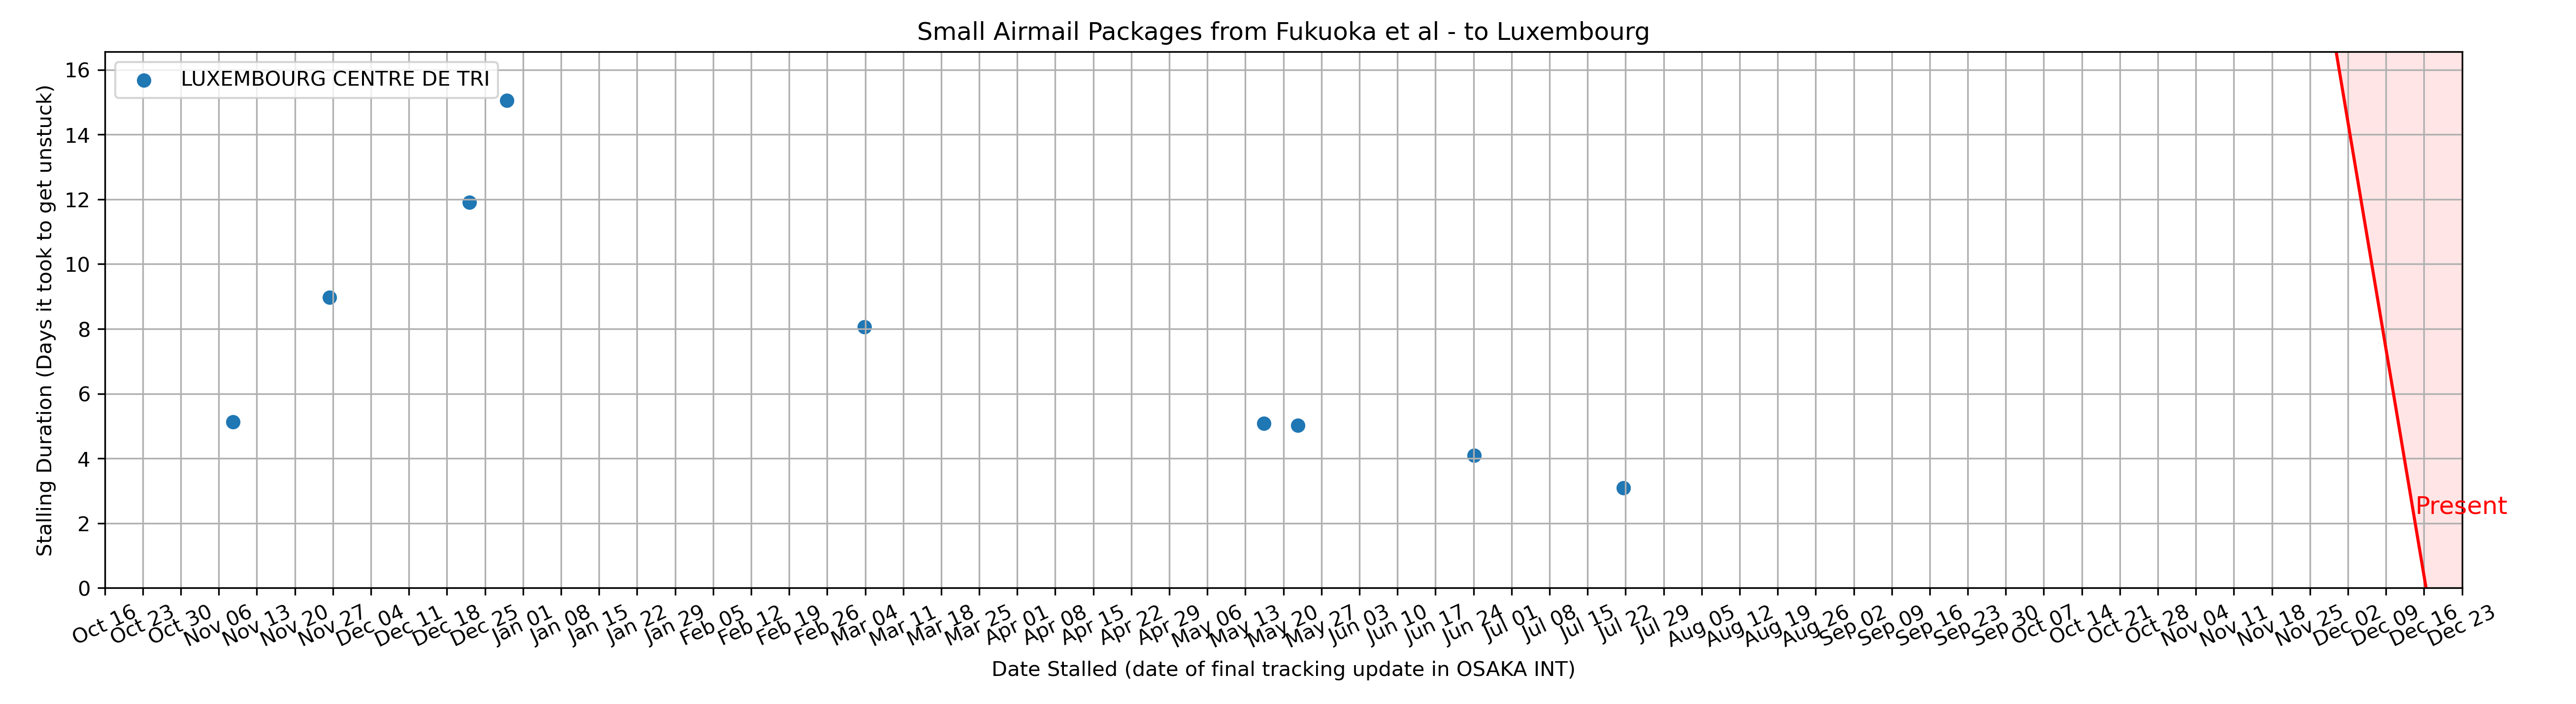 Small Airmail Packages from Fukuoka et al - to Luxembourg
LUXEMBOURG CENTRE DE TRI
Stalling Duration (Days it took to get unstuck)
16
14
12
10
8
6
4
2
0
Present
Oct 16
Oct 23
Oct 30
Nov 06
Nov 13
Nov 20
Nov 27
Dec 04
Dec 11
Dec 18
Dec 25
Jan 01
Jan 08
Jan 15
Jan 22
Jan 29
Feb 05
Feb 12
Feb 19
Feb 26
Mar 04
Mar 11
Mar 18
Mar 25
Apr 01
Apr 08
Apr 15
Apr 22
Apr 29
May 06
May 13
May 20
May 27
Jun 03
Jun 10
Jun 17
Jun 24
Jul 01
Jul 08
Jul 15
Jul 22
Jul 29
Aug 05
Aug 12
Aug 19
Aug 26
Sep 02
Sep 09
Sep 16
Sep 23
Sep 30
Oct 07
Oct 14
Oct 21
Oct 28
Nov 04
Nov 11
Nov 18
Nov 25
Dec 02
Dec 09
Dec 16
Dec 23
Date Stalled (date of final tracking update in OSAKA INT)